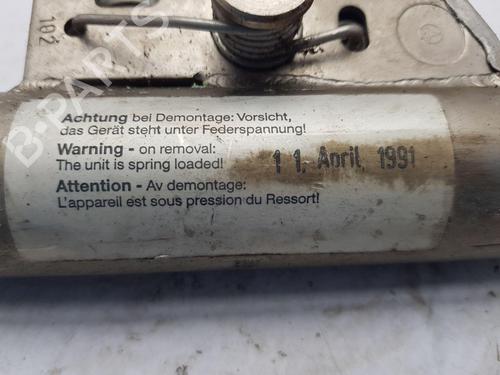 102
B-PARTS
Achtung bei Demontage: Vorsicht,
das Gerät steht unter Federspannung!
Warning - on removal:
The unit is spring loaded!
1 1. April 1991
Attention - Av demontage:
L'appareil est sous pression du Ressort!